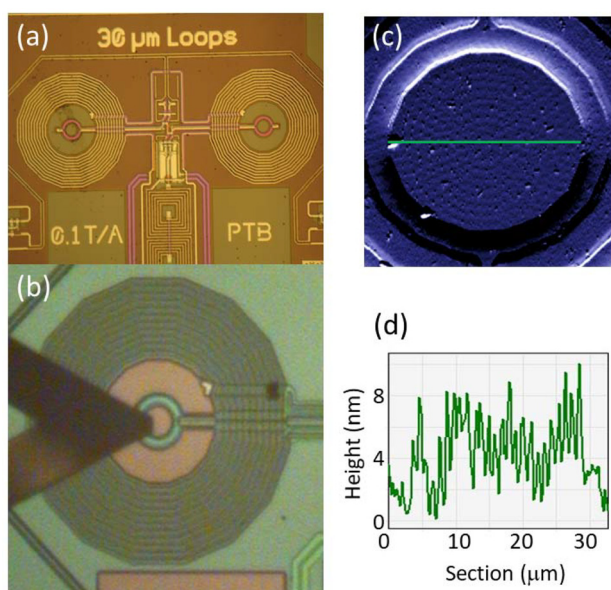 (a)
30 µm Loops
0.1T/A
PTB
(b)
(c)
(d)
Height (nm)
8
4
0
0
10
20
30
Section (µm)